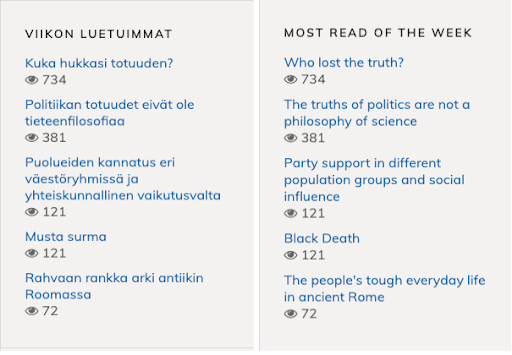 VIIKON LUETUIMMAT
Kuka hukkasi totuuden?
734
Politiikan totuudet eivät ole
tieteenfilosofiaa
381
Puolueiden kannatus eri
väestöryhmissä ja
yhteiskunnallinen vaikutusvalta
121
Musta surma
121
Rahvaan rankka arki antiikin
Roomassa
72
MOST READ OF THE WEEK
Who lost the truth?
734
The truths of politics are not a
philosophy of science
381
Party support in different
population groups and social
influence
121
Black Death
121
The people's tough everyday life
in ancient Rome
72